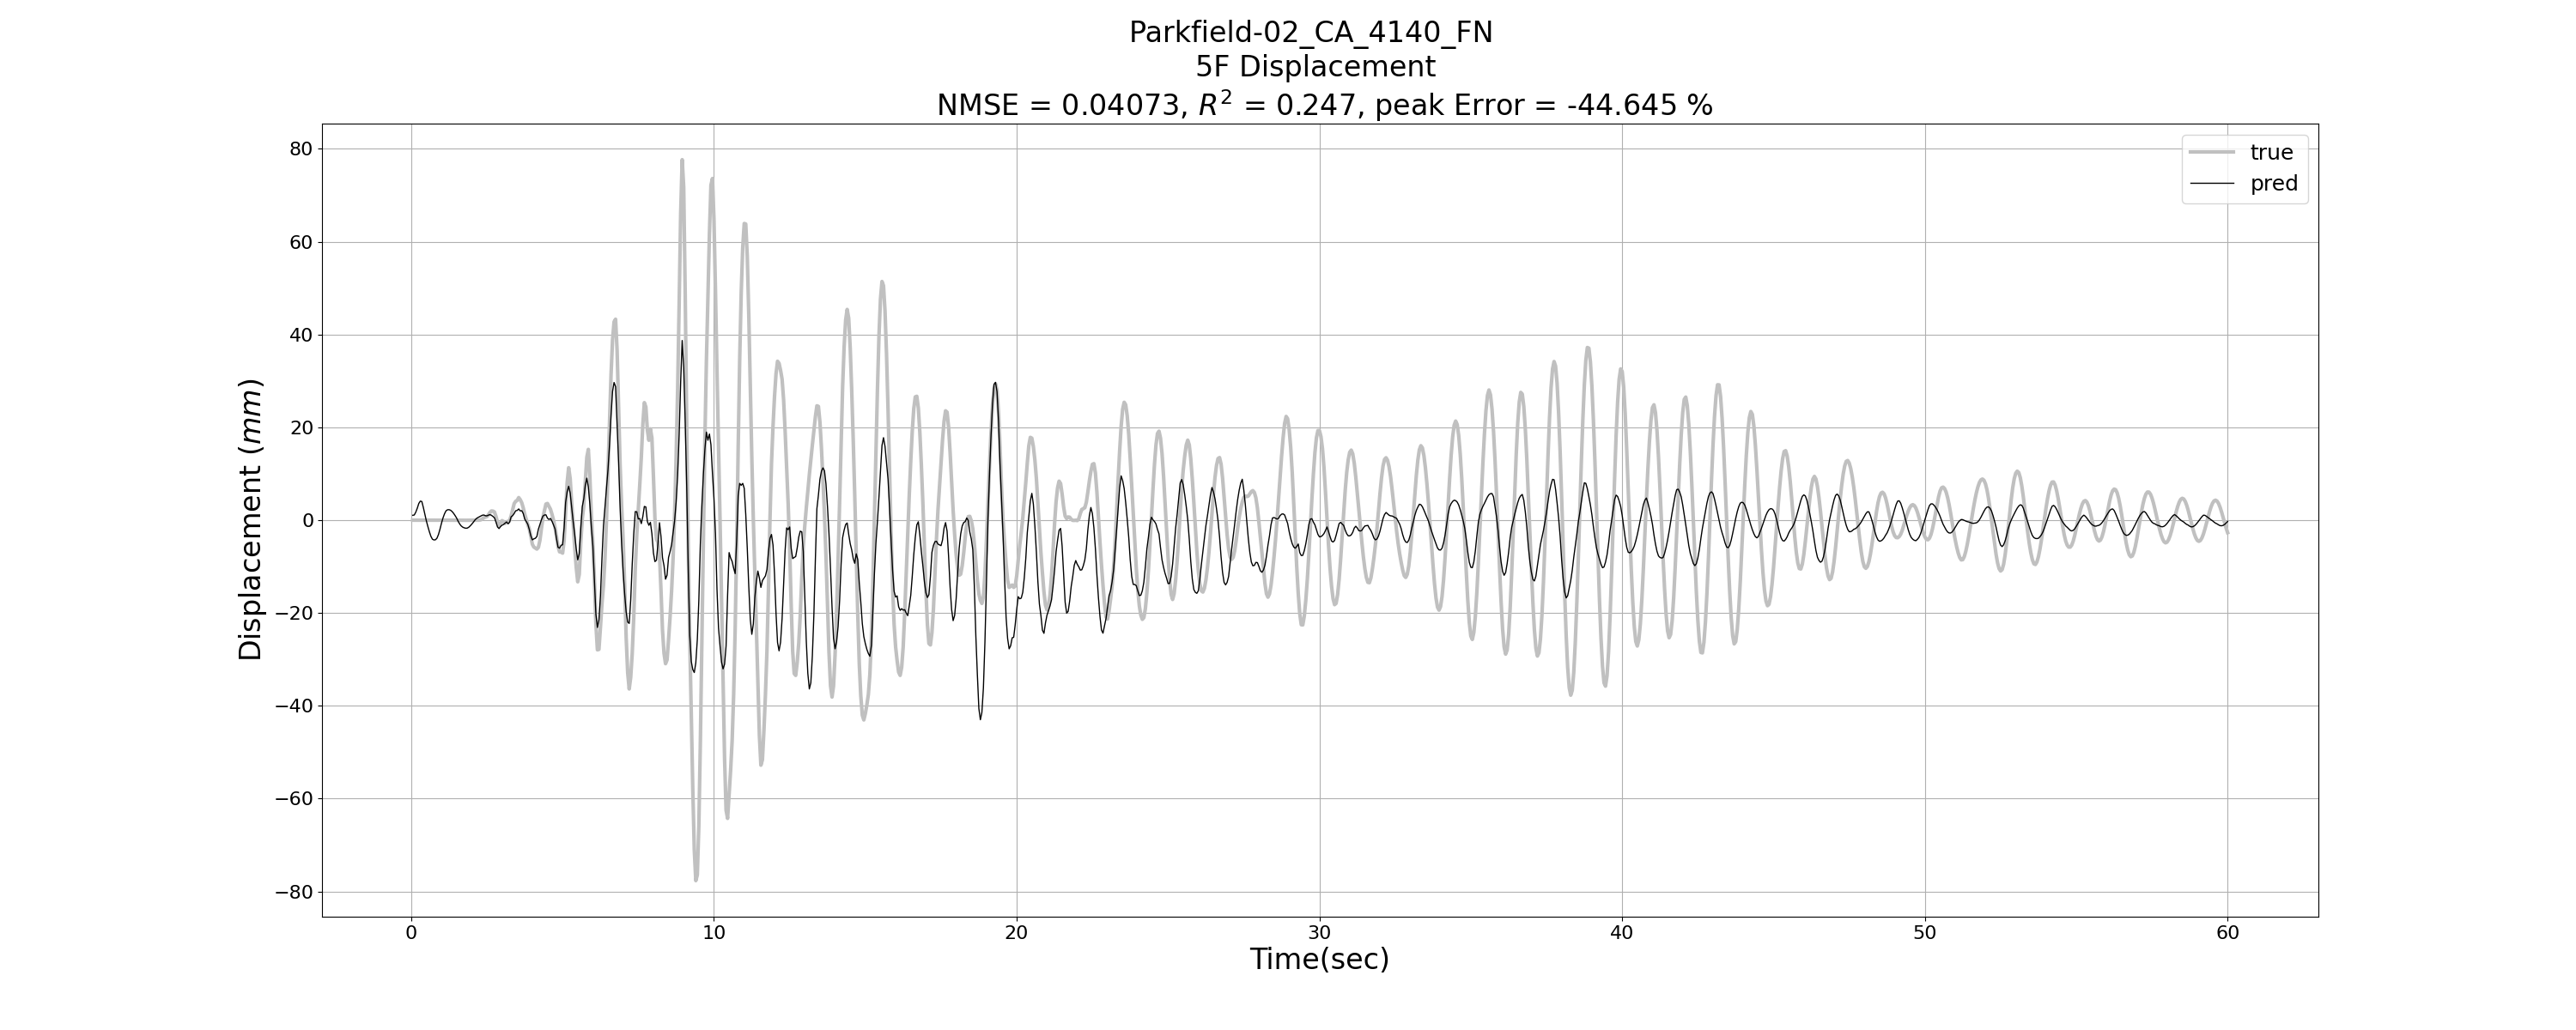 Parkfield-02_CA_4140_FN
5F Displacement
NMSE = 0.04073, R² = 0.247, peak Error = -44.645 %
true
pred
Displacement (mm)
80
60
40
20
0
−20
−40
−60
−80
0 10 20 30 40 50 60
Time(sec)